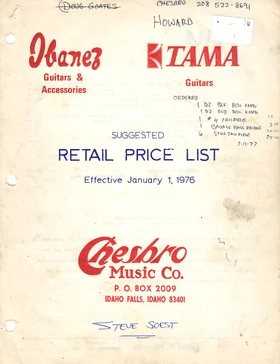 DOUG COATES
CHESBRO 208 522-8691
HOWARD
Ibanez
Guitars &
Accessories
TAMA
Guitars
ORDERED
SUGGESTED
RETAIL PRICE LIST
Effective January 1, 1976
Chesbro
Music Co.
P. O. BOX 2009
IDAHO FALLS, IDAHO 83401
STEVE SOEST